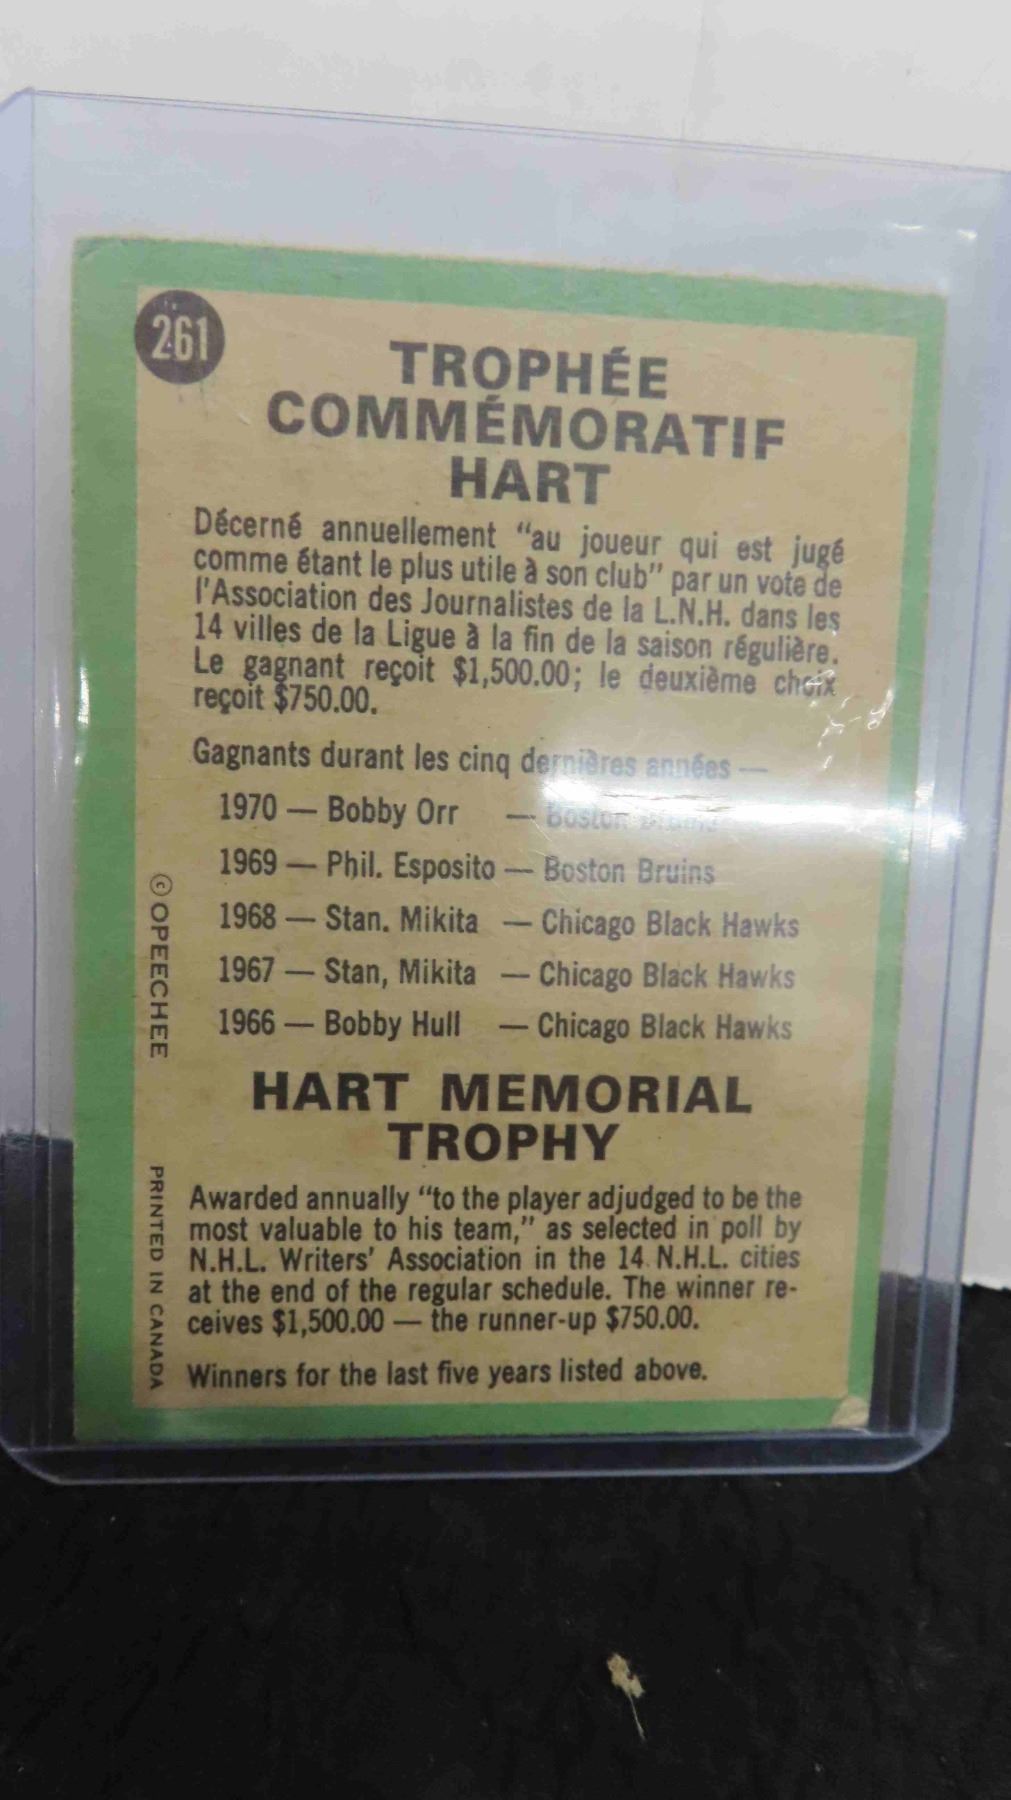 261
TROPHÉE
COMMÉMORATIF
HART
Décerné annuellement "au joueur qui est jugé
comme étant le plus utile à son club" par un vote de
l'Association des Journalistes de la L.N.H. dans les
14 villes de la Ligue à la fin de la saison régulière.
Le gagnant reçoit $1,500.00; le deuxième choix
reçoit $750.00.
Gagnants durant les cinq dernières années —
1970 — Bobby Orr — Boston Bruins
1969 — Phil. Esposito — Boston Bruins
1968 — Stan. Mikita — Chicago Black Hawks
1967 — Stan, Mikita — Chicago Black Hawks
1966 — Bobby Hull — Chicago Black Hawks
HART MEMORIAL
TROPHY
Awarded annually "to the player adjudged to be the
most valuable to his team," as selected in poll by
N.H.L. Writers' Association in the 14 N.H.L. cities
at the end of the regular schedule. The winner re-
ceives $1,500.00 — the runner-up $750.00.
Winners for the last five years listed above.
© OPEECHEE
PRINTED IN CANADA